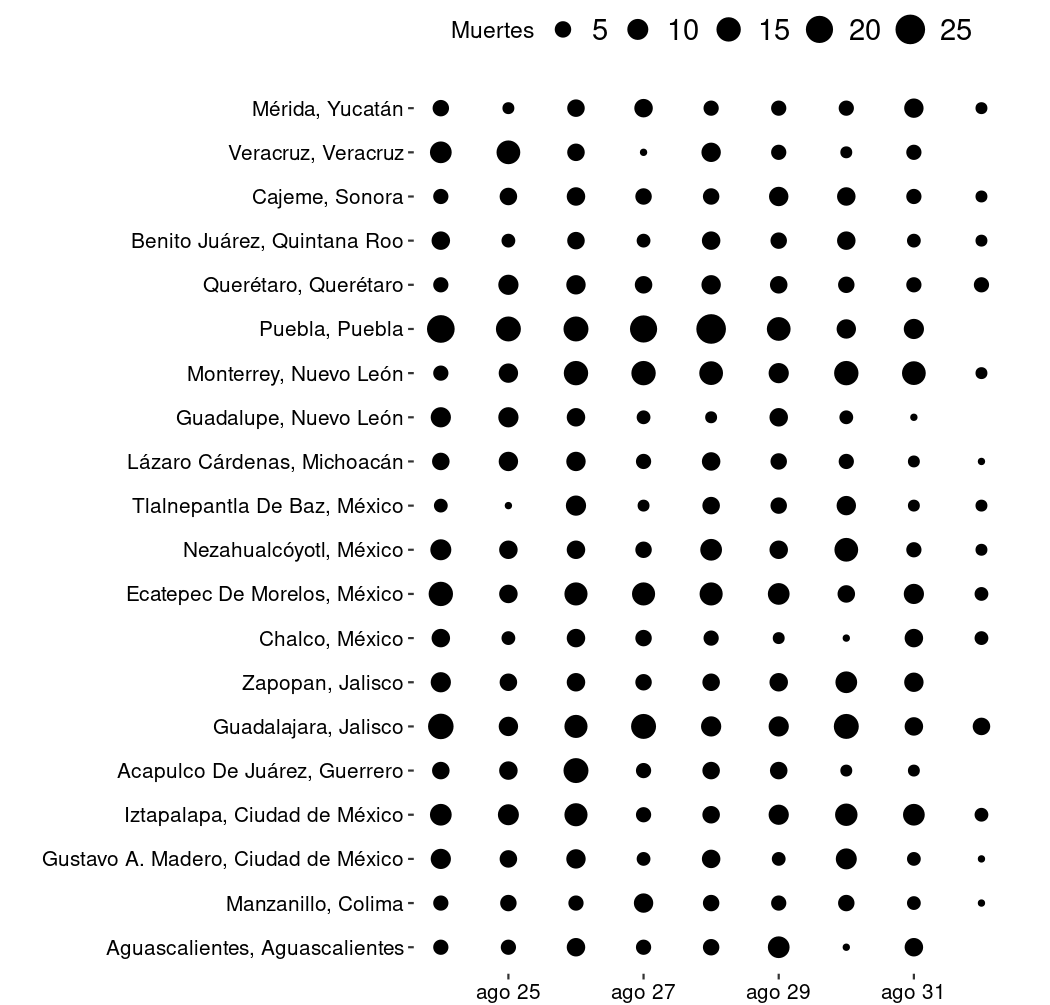 Muertes 5 10 15 20 25
Mérida, Yucatán
Veracruz, Veracruz
Cajeme, Sonora
Benito Juárez, Quintana Roo
Querétaro, Querétaro
Puebla, Puebla
Monterrey, Nuevo León
Guadalupe, Nuevo León
Lázaro Cárdenas, Michoacán
Tlalnepantla De Baz, México
Nezahualcóyotl, México
Ecatepec De Morelos, México
Chalco, México
Zapopan, Jalisco
Guadalajara, Jalisco
Acapulco De Juárez, Guerrero
Iztapalapa, Ciudad de México
Gustavo A. Madero, Ciudad de México
Manzanillo, Colima
Aguascalientes, Aguascalientes
ago 25 ago 27 ago 29 ago 31